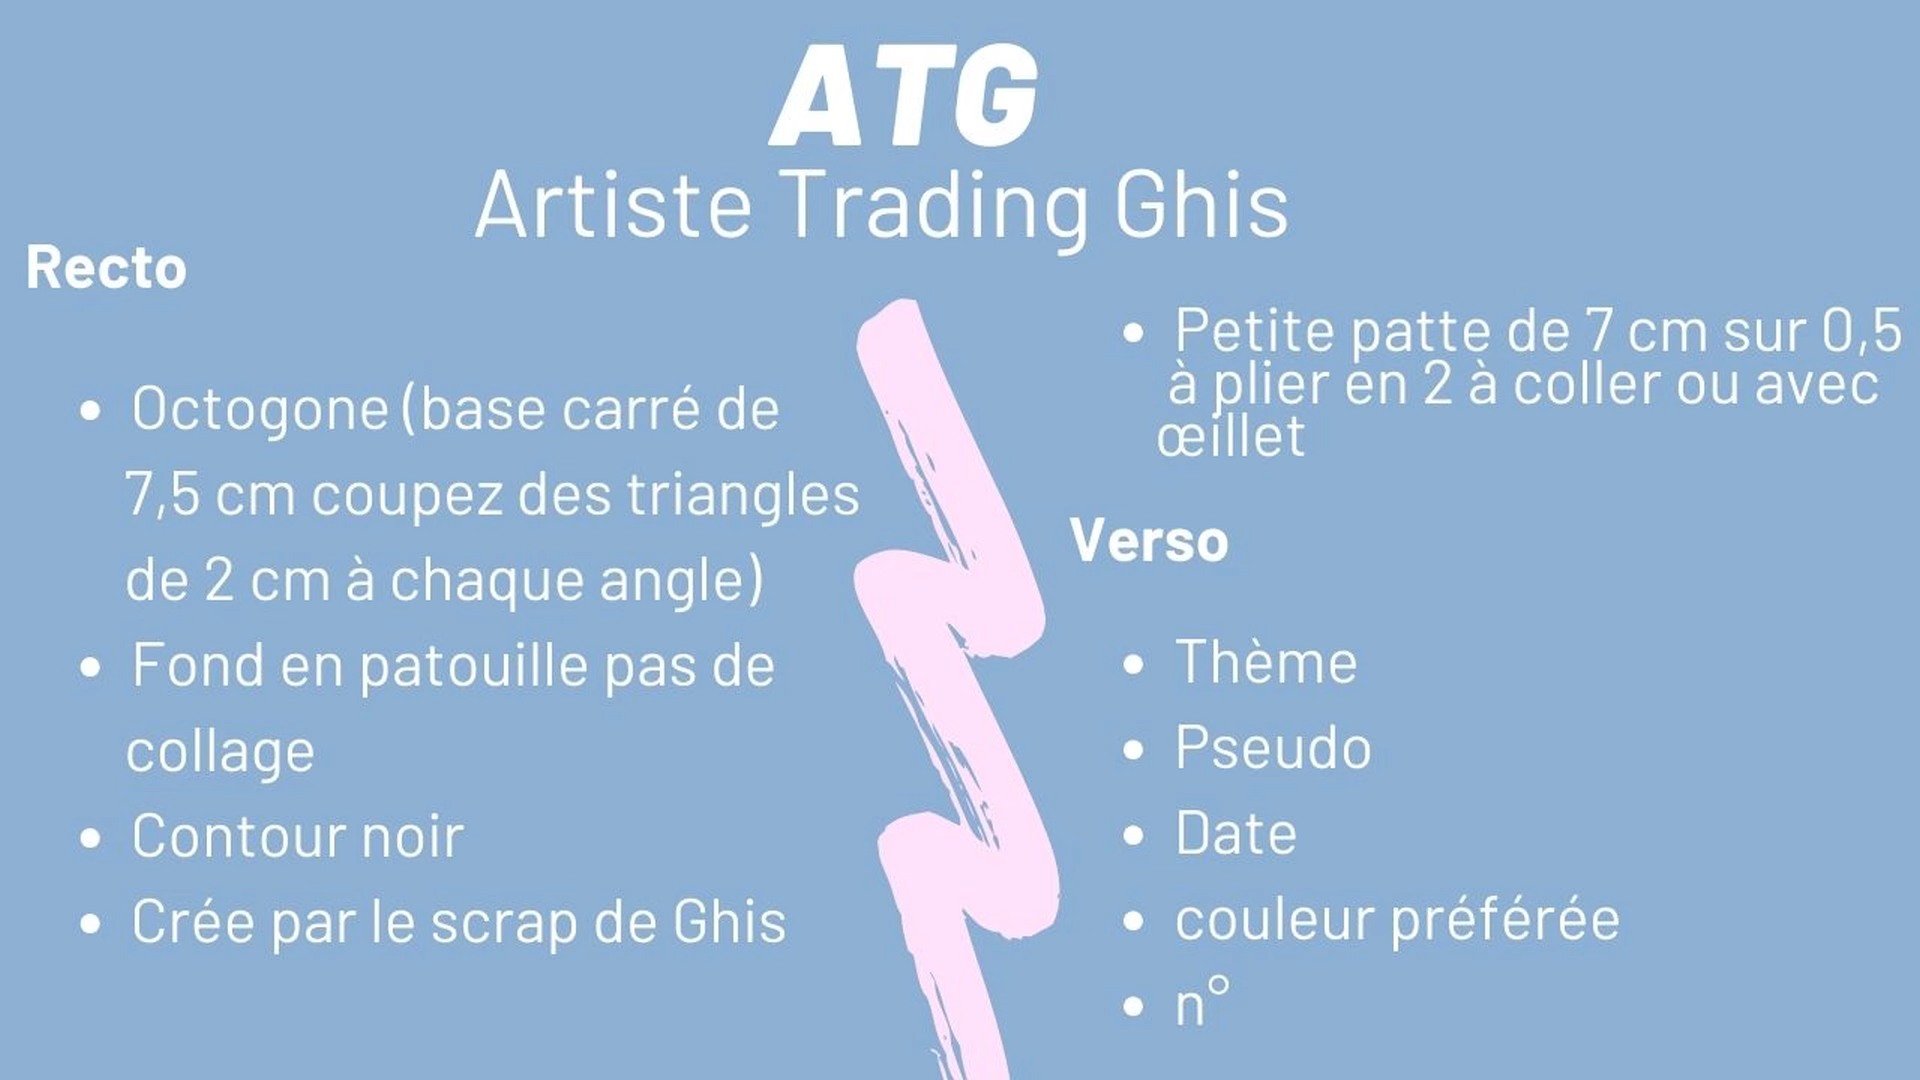 ATG
Artiste Trading Ghis
Recto
• Octogone (base carré de
7,5 cm coupez des triangles
de 2 cm à chaque angle)
• Fond en patouille pas de
collage
• Contour noir
• Crée par le scrap de Ghis
• Petite patte de 7 cm sur 0,5
à plier en 2 à coller ou avec
œillet
Verso
• Thème
• Pseudo
• Date
• couleur préférée
• n°